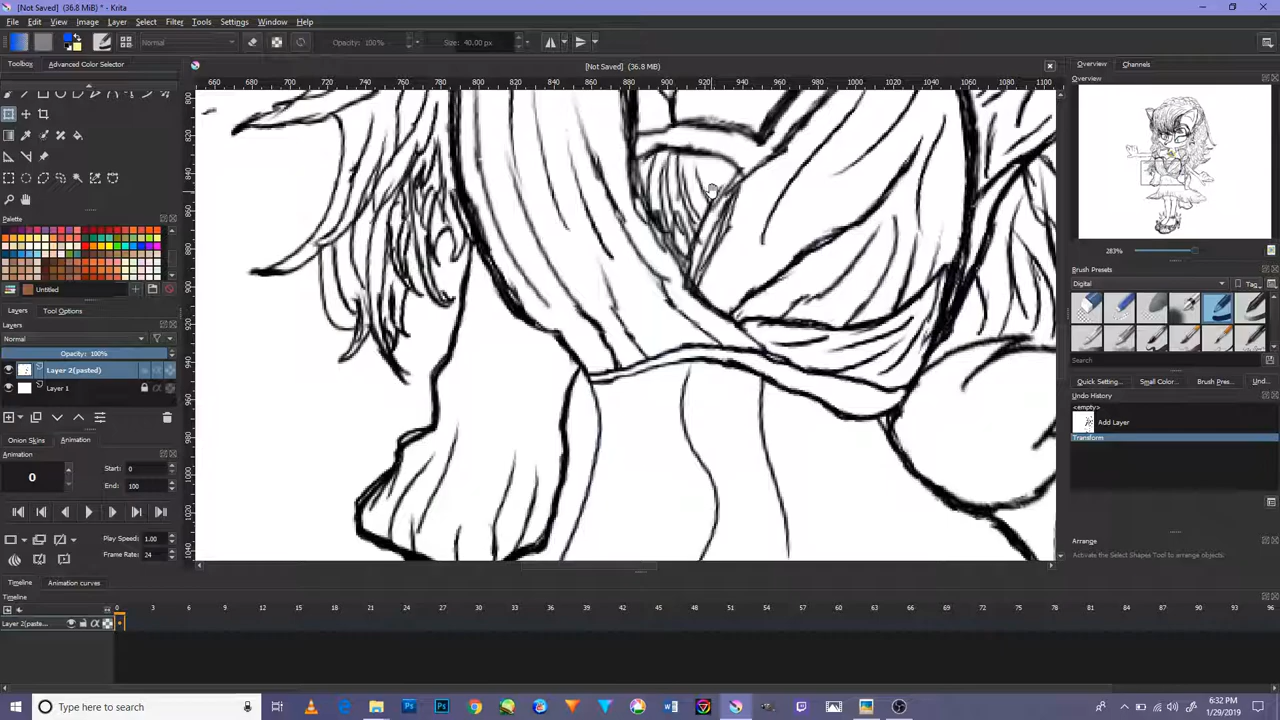 [Not Saved] (36.8 MiB) * - Krita
File Edit View Image Layer Select Filter Tools Settings Window Help
Normal Opacity: 100% Size: 40.00 px
Toolbox Advanced Color Selector
[Not Saved] (36.8 MiB)
Overview Channels
Overview
660 680 700 720 740 760 780 800 820 840 860 880 900 920 940 960 980 1000 1020 1040 1060 1080 1100
Palette
283%
Brush Presets
Digital Tag
Untitled
Layers Tool Options
Layers
Normal
Opacity: 100%
Layer 2(pasted)
Layer 1
Search
Quick Setting... Small Color... Brush Pres... Und...
Undo History
<empty>
Add Layer
Transform
Onion Skins Animation
Animation
0
Start: 0
End: 100
Play Speed: 1.00
Frame Rate: 24
Arrange
Activate the Select Shapes Tool to arrange objects.
Timeline Animation curves
Timeline
0 3 6 9 12 15 18 21 24 27 30 33 36 39 42 45 48 51 54 57 60 63 66 69 72 75 78 81 84 87 90 93 96
Layer 2(paste...
Type here to search
6:32 PM
1/29/2019